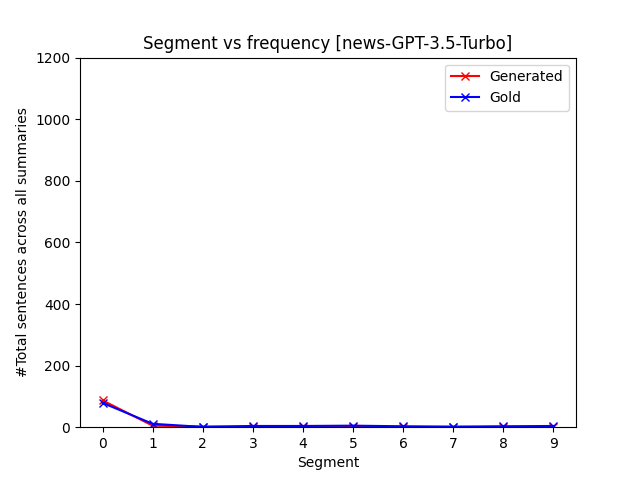 Segment vs frequency [news-GPT-3.5-Turbo]
Generated
Gold
#Total sentences across all summaries
1200
1000
800
600
400
200
0
0 1 2 3 4 5 6 7 8 9
Segment